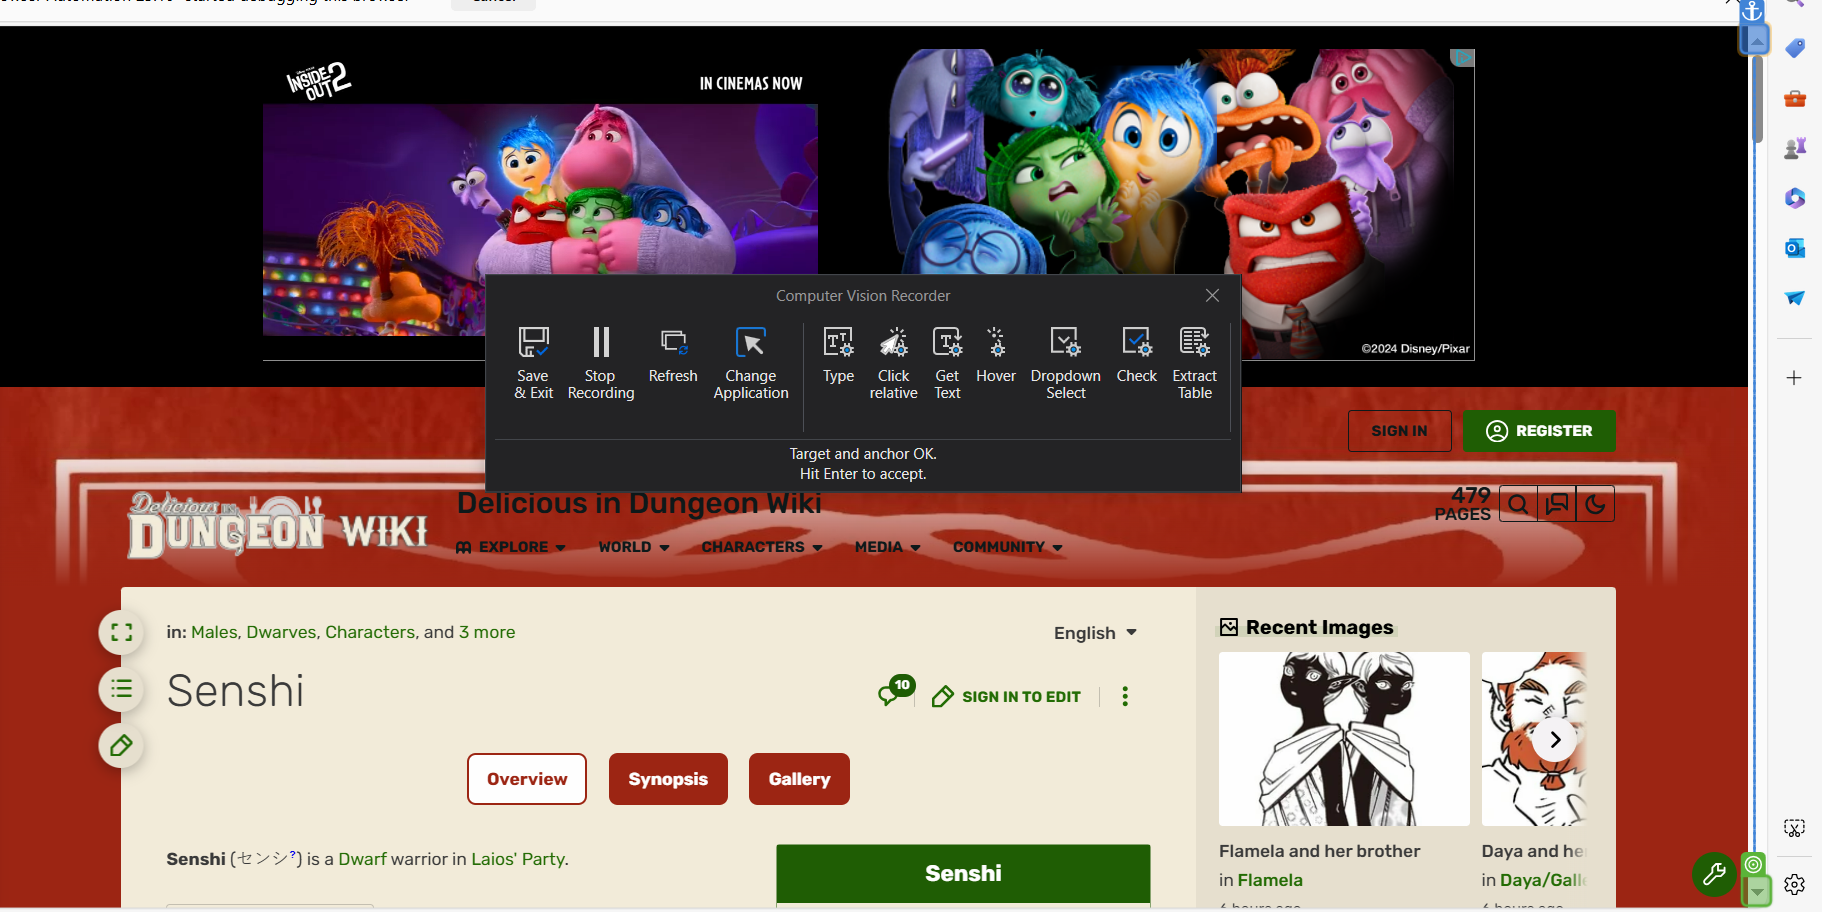 Cancel
INSIDE OUT 2
IN CINEMAS NOW
©2024 Disney/Pixar
Computer Vision Recorder
Save & Exit
Stop Recording
Refresh
Change Application
Type
Click relative
Get Text
Hover
Dropdown Select
Check
Extract Table
Target and anchor OK.
Hit Enter to accept.
SIGN IN
REGISTER
Delicious IN DUNGEON WIKI
Delicious in Dungeon Wiki
479 PAGES
EXPLORE
WORLD
CHARACTERS
MEDIA
COMMUNITY
in: Males, Dwarves, Characters, and 3 more
English
Senshi
10
SIGN IN TO EDIT
Overview
Synopsis
Gallery
Senshi (センシ?) is a Dwarf warrior in Laios' Party.
Senshi
Recent Images
Flamela and her brother
in Flamela
Daya and he
in Daya/Galle